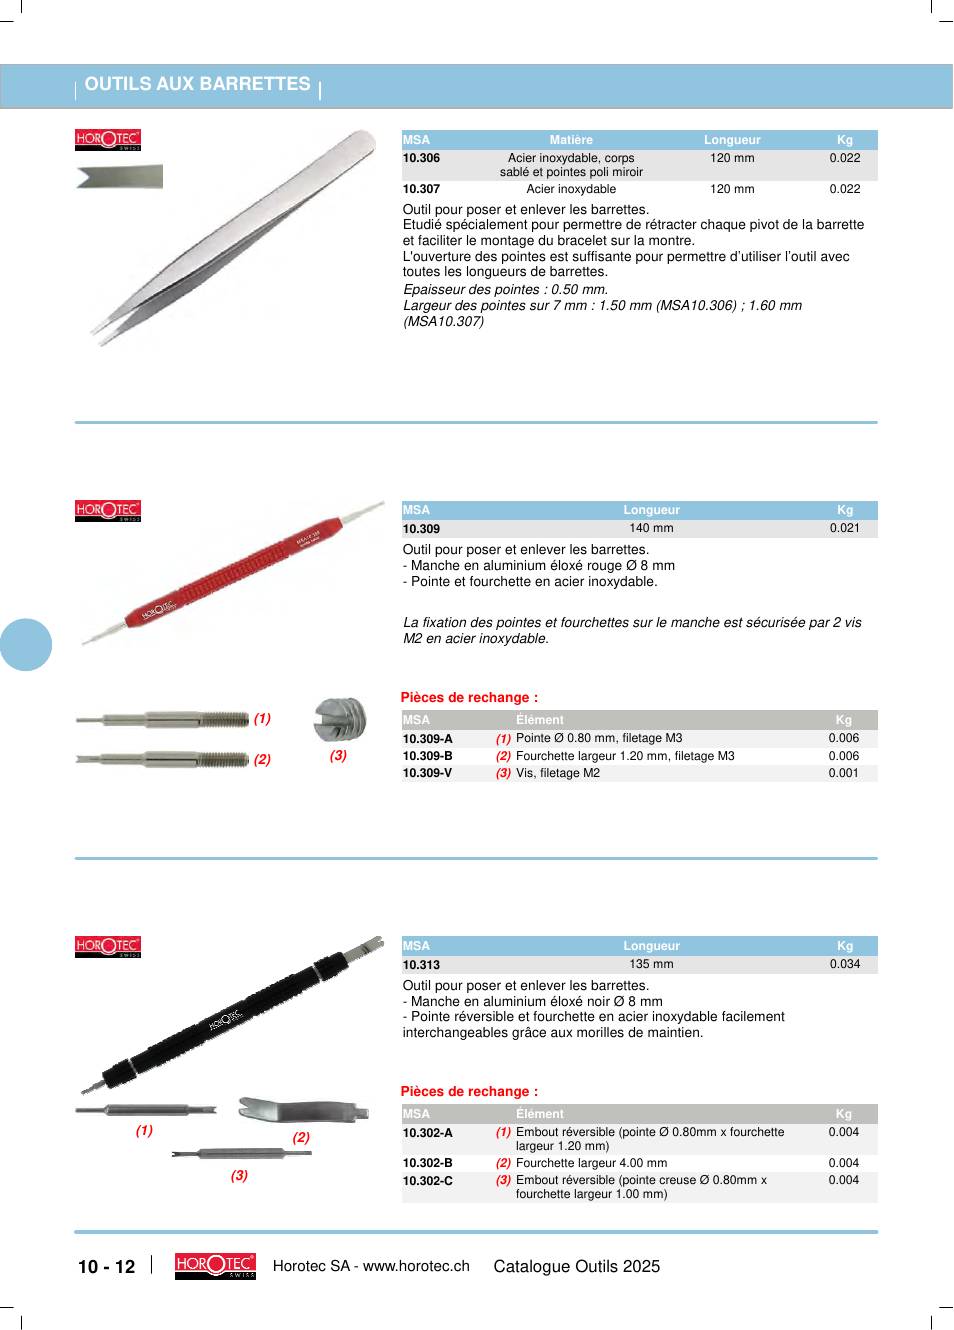 OUTILS AUX BARRETTES
HOROTEC®
SWISS
MSA Matière Longueur Kg
10.306 Acier inoxydable, corps 120 mm 0.022
sablé et pointes poli miroir
10.307 Acier inoxydable 120 mm 0.022
Outil pour poser et enlever les barrettes.
Etudié spécialement pour permettre de rétracter chaque pivot de la barrette
et faciliter le montage du bracelet sur la montre.
L'ouverture des pointes est suffisante pour permettre d’utiliser l’outil avec
toutes les longueurs de barrettes.
Epaisseur des pointes : 0.50 mm.
Largeur des pointes sur 7 mm : 1.50 mm (MSA10.306) ; 1.60 mm
(MSA10.307)
HOROTEC®
SWISS
HOROTEC
MSA Longueur Kg
10.309 140 mm 0.021
Outil pour poser et enlever les barrettes.
- Manche en aluminium éloxé rouge Ø 8 mm
- Pointe et fourchette en acier inoxydable.
La fixation des pointes et fourchettes sur le manche est sécurisée par 2 vis
M2 en acier inoxydable.
(1)
(2)
(3)
Pièces de rechange :
MSA Élément Kg
10.309-A (1) Pointe Ø 0.80 mm, filetage M3 0.006
10.309-B (2) Fourchette largeur 1.20 mm, filetage M3 0.006
10.309-V (3) Vis, filetage M2 0.001
HOROTEC®
SWISS
HOROTEC
MSA Longueur Kg
10.313 135 mm 0.034
Outil pour poser et enlever les barrettes.
- Manche en aluminium éloxé noir Ø 8 mm
- Pointe réversible et fourchette en acier inoxydable facilement
interchangeables grâce aux morilles de maintien.
(1)
(2)
(3)
Pièces de rechange :
MSA Élément Kg
10.302-A (1) Embout réversible (pointe Ø 0.80mm x fourchette 0.004
largeur 1.20 mm)
10.302-B (2) Fourchette largeur 4.00 mm 0.004
10.302-C (3) Embout réversible (pointe creuse Ø 0.80mm x 0.004
fourchette largeur 1.00 mm)
10 - 12 HOROTEC® SWISS Horotec SA - www.horotec.ch Catalogue Outils 2025